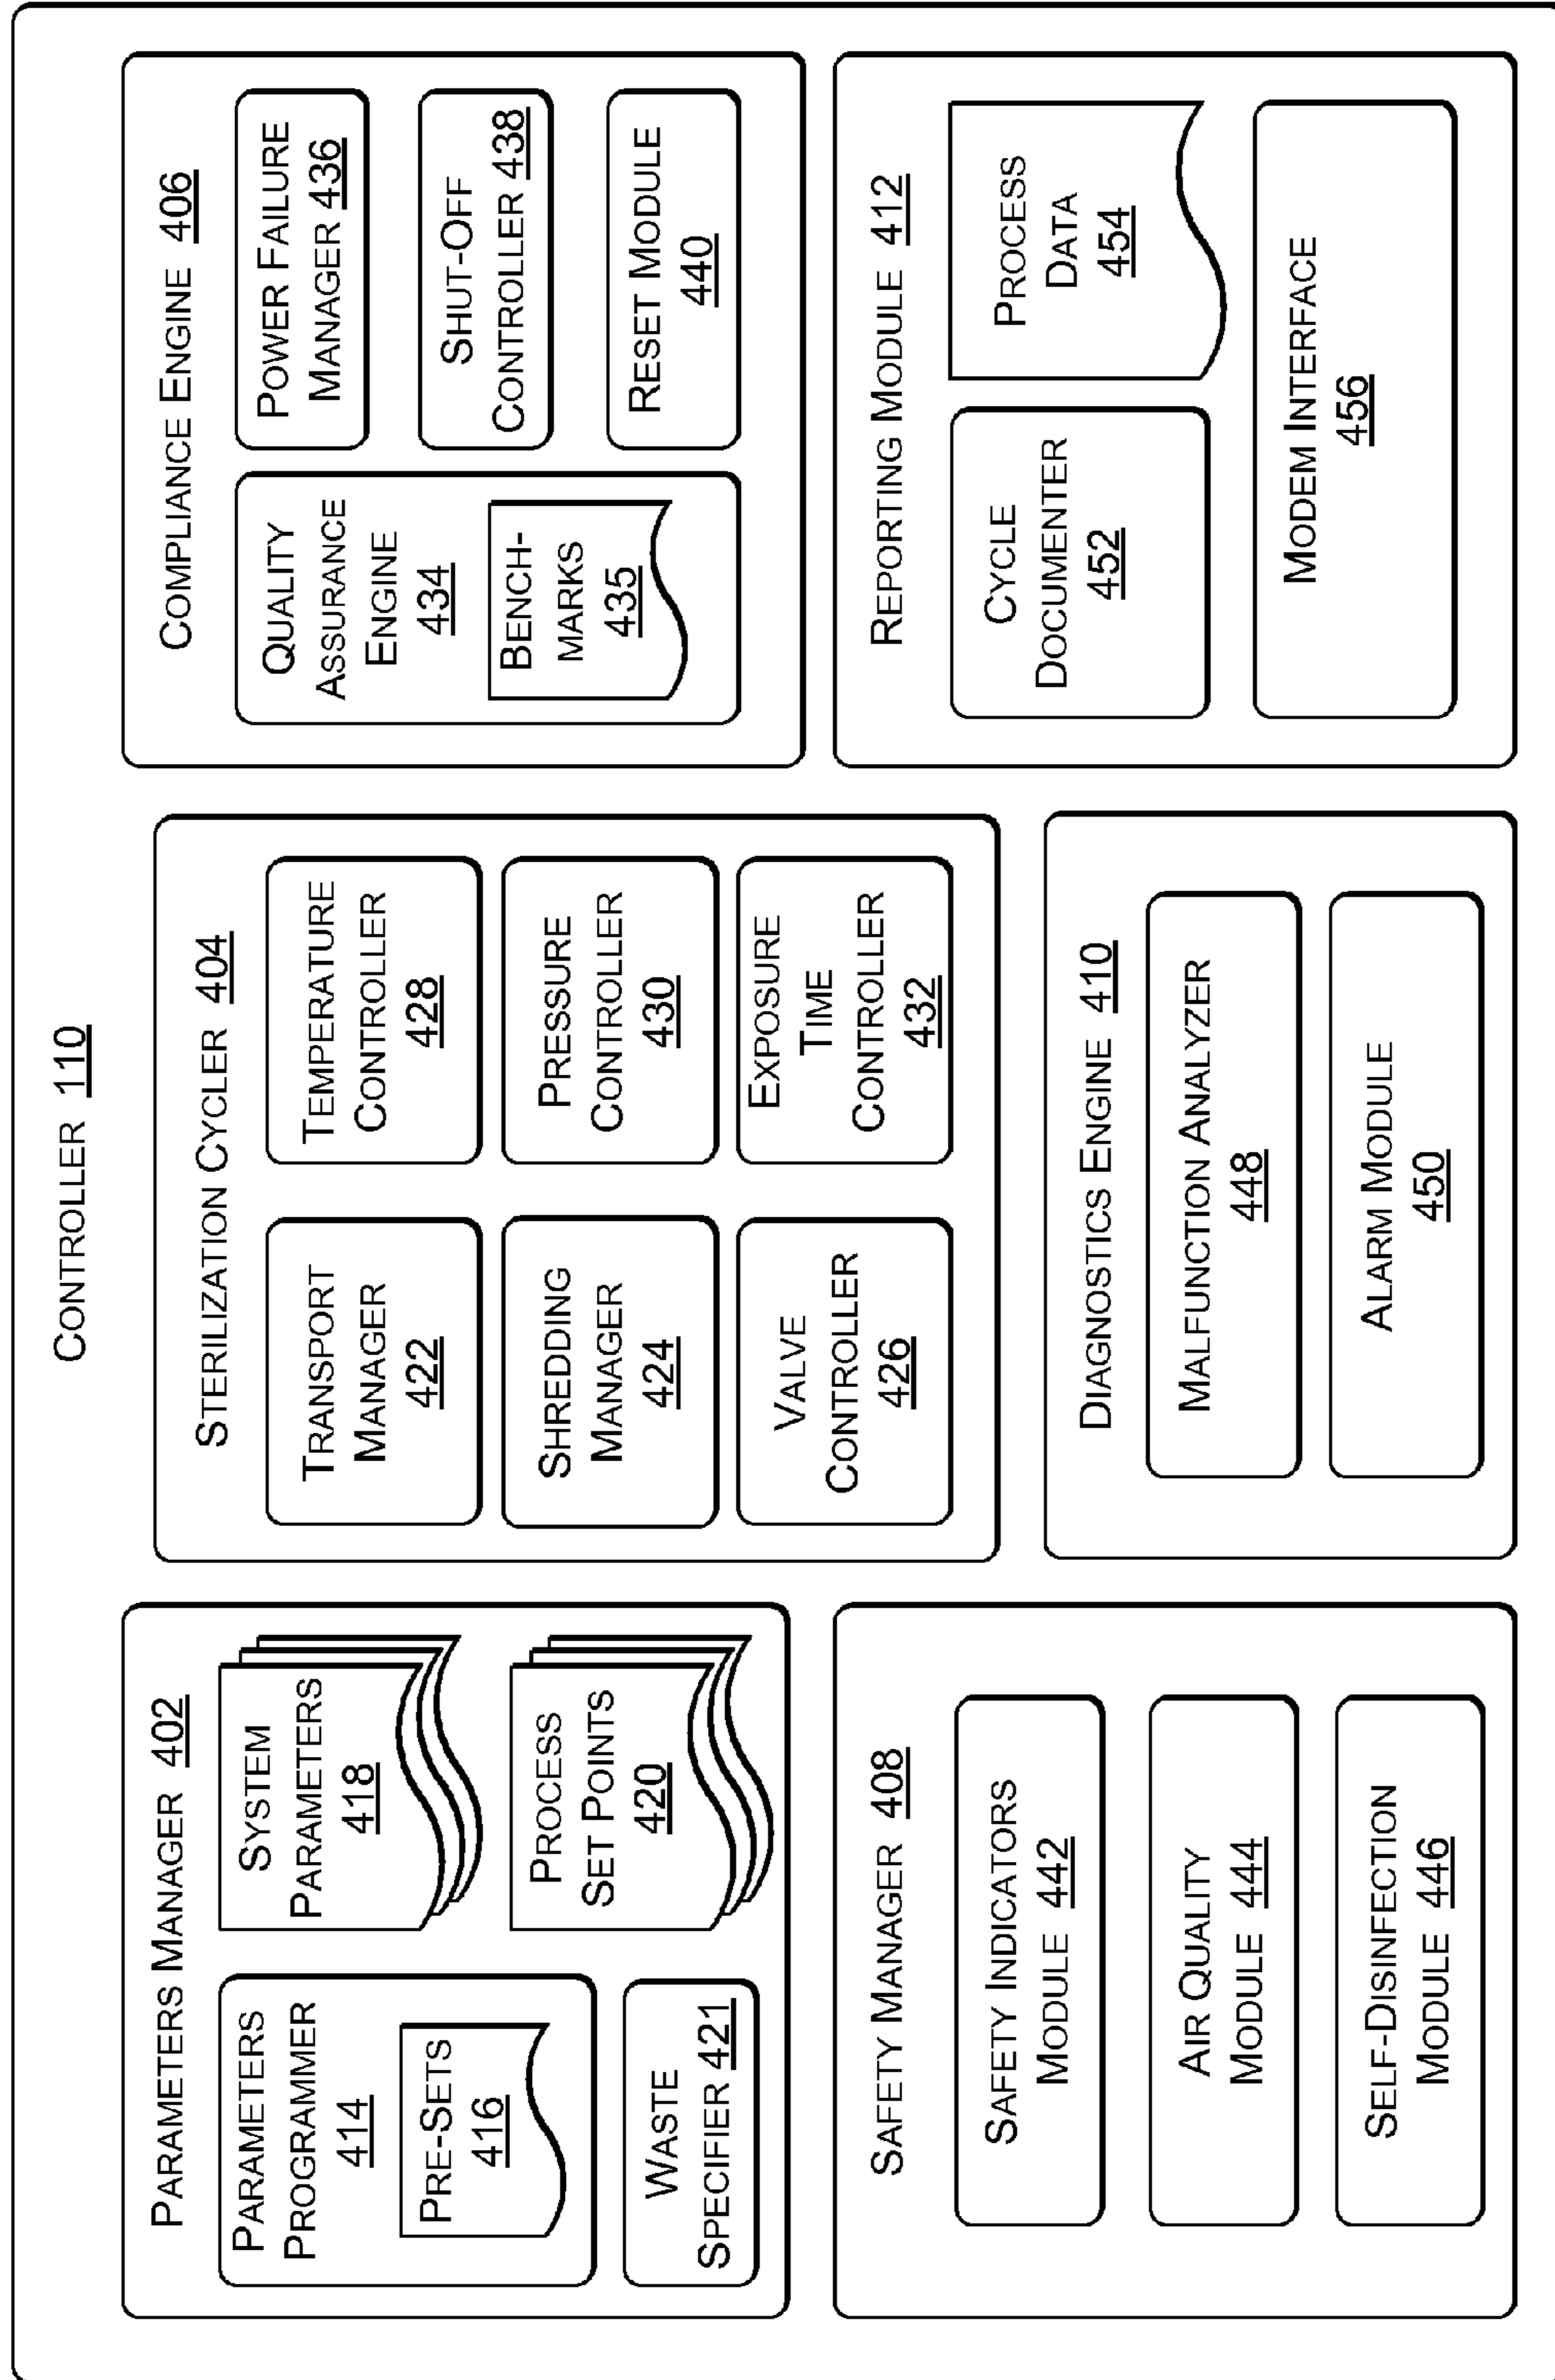 CONTROLLER 110
PARAMETERS MANAGER 402
PARAMETERS
PROGRAMMER
414
PRE-SETS
416
SYSTEM
PARAMETERS
418
WASTE
SPECIFIER 421
PROCESS
SET POINTS
420
STERILIZATION CYCLER 404
TRANSPORT
MANAGER
422
TEMPERATURE
CONTROLLER
428
SHREDDING
MANAGER
424
PRESSURE
CONTROLLER
430
VALVE
CONTROLLER
426
EXPOSURE
TIME
CONTROLLER
432
COMPLIANCE ENGINE 406
QUALITY
ASSURANCE
ENGINE
434
BENCH-
MARKS
435
POWER FAILURE
MANAGER 436
SHUT-OFF
CONTROLLER 438
RESET MODULE
440
SAFETY MANAGER 408
SAFETY INDICATORS
MODULE 442
AIR QUALITY
MODULE 444
SELF-DISINFECTION
MODULE 446
DIAGNOSTICS ENGINE 410
MALFUNCTION ANALYZER
448
ALARM MODULE
450
REPORTING MODULE 412
CYCLE
DOCUMENTER
452
PROCESS
DATA
454
MODEM INTERFACE
456